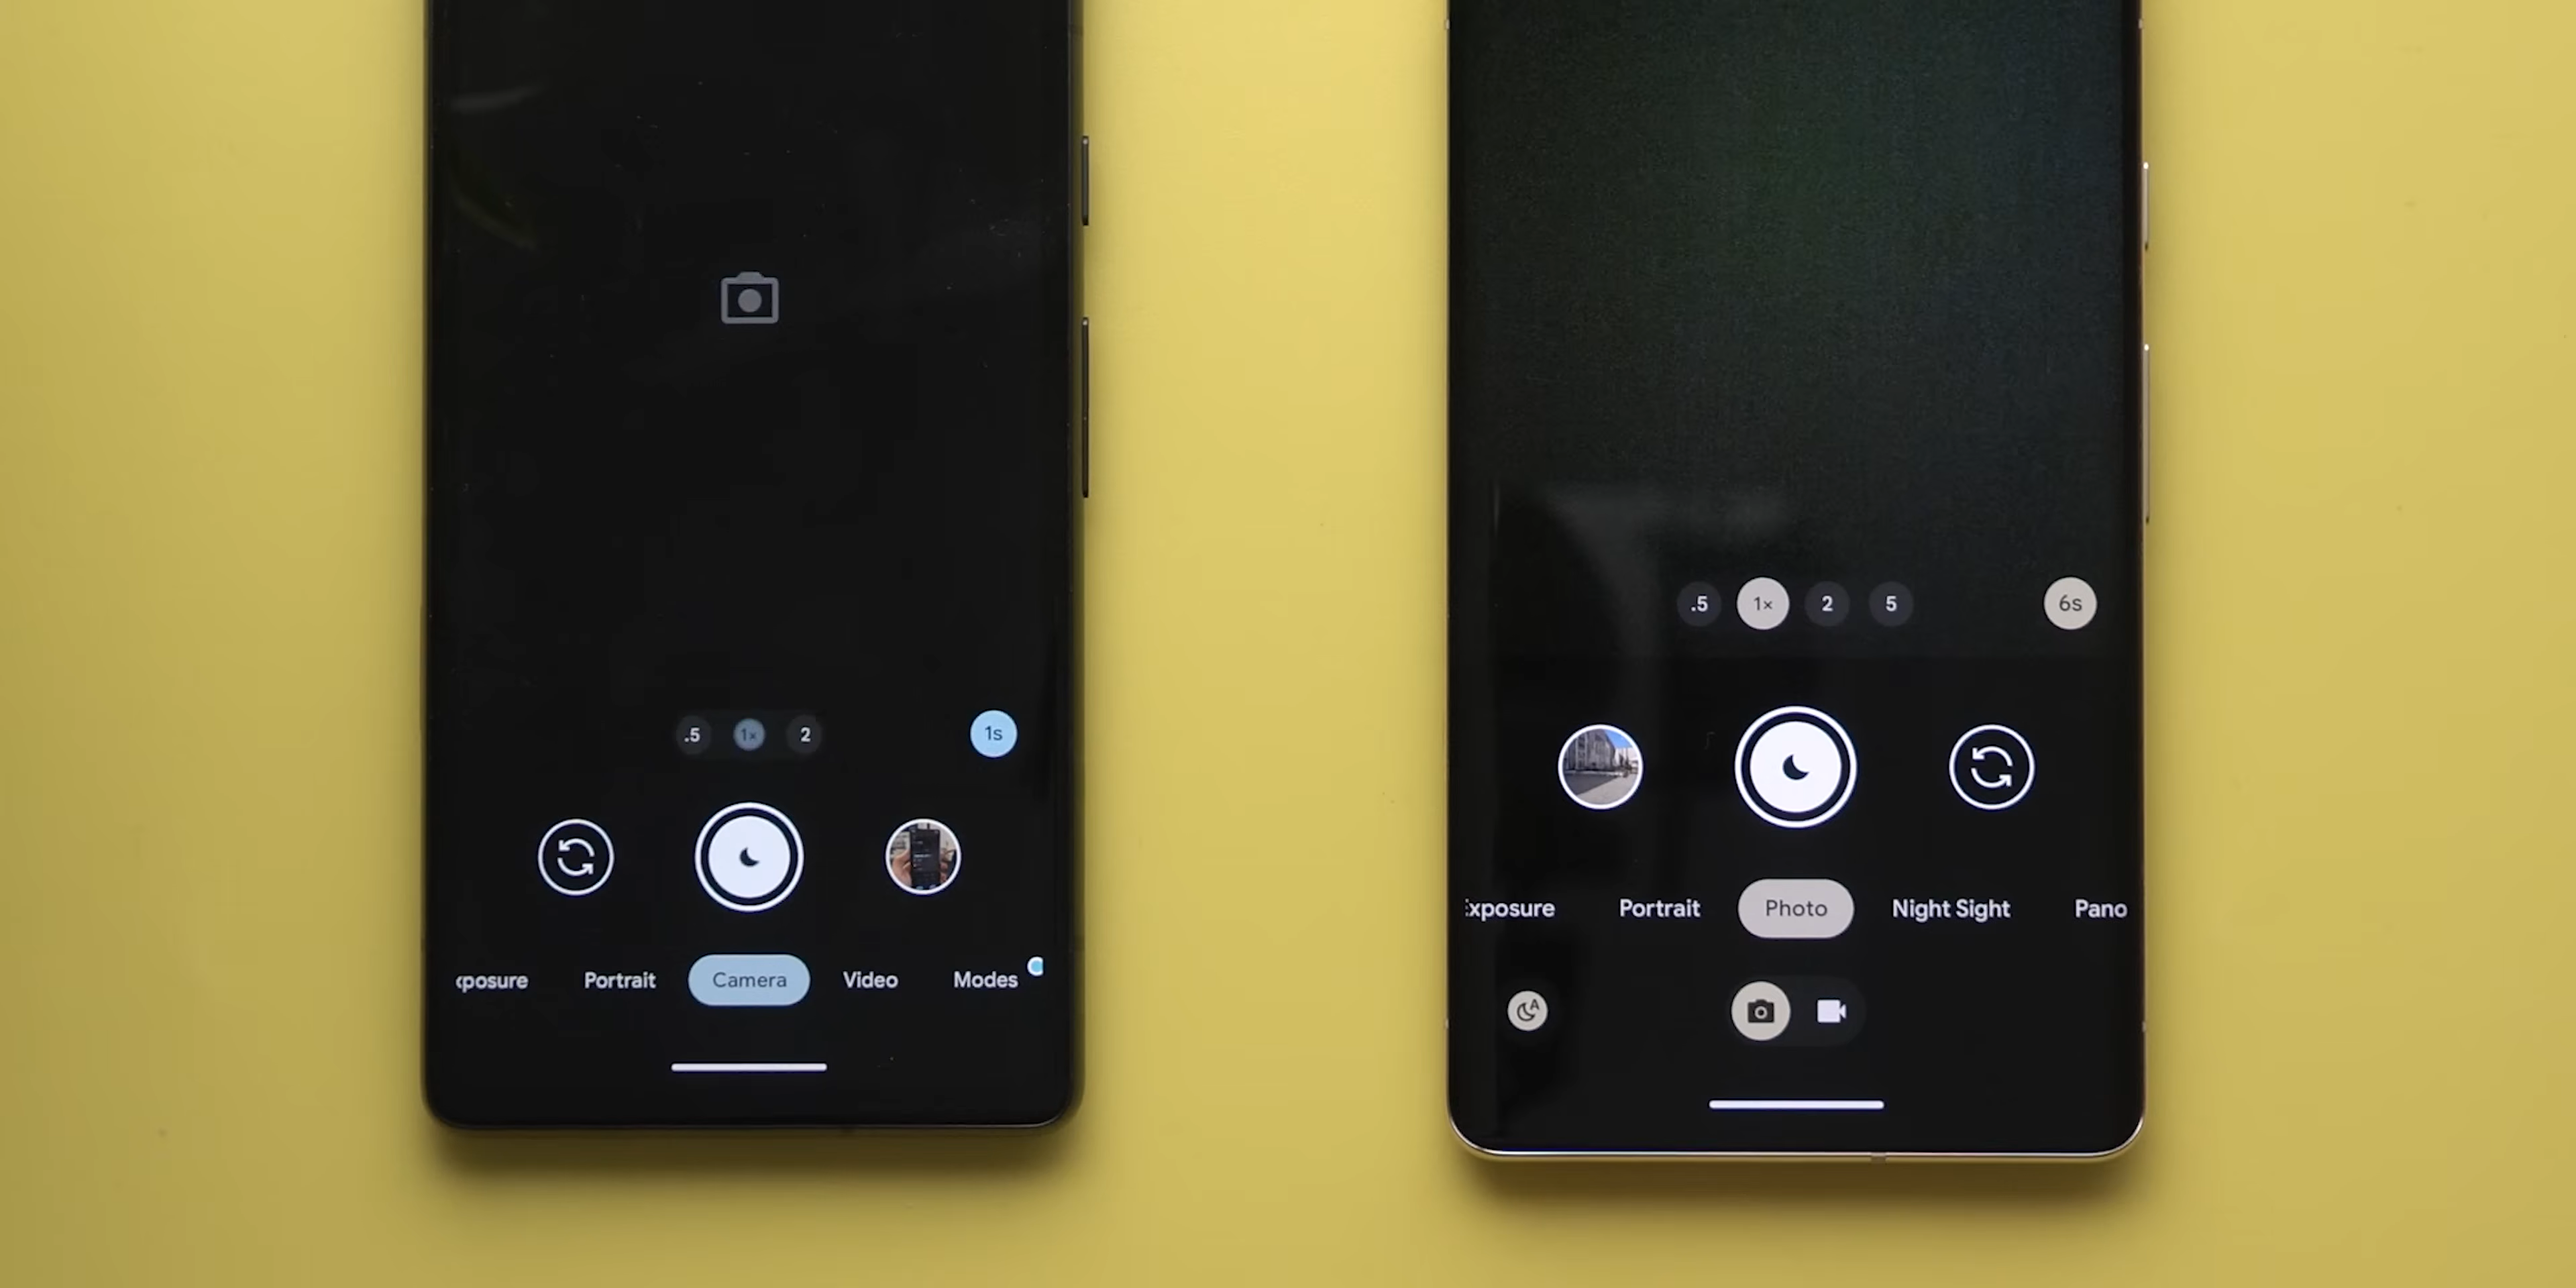 .5 1× 2 1s
xposure Portrait Camera Video Modes
.5 1× 2 5 6s
Exposure Portrait Photo Night Sight Pano
A